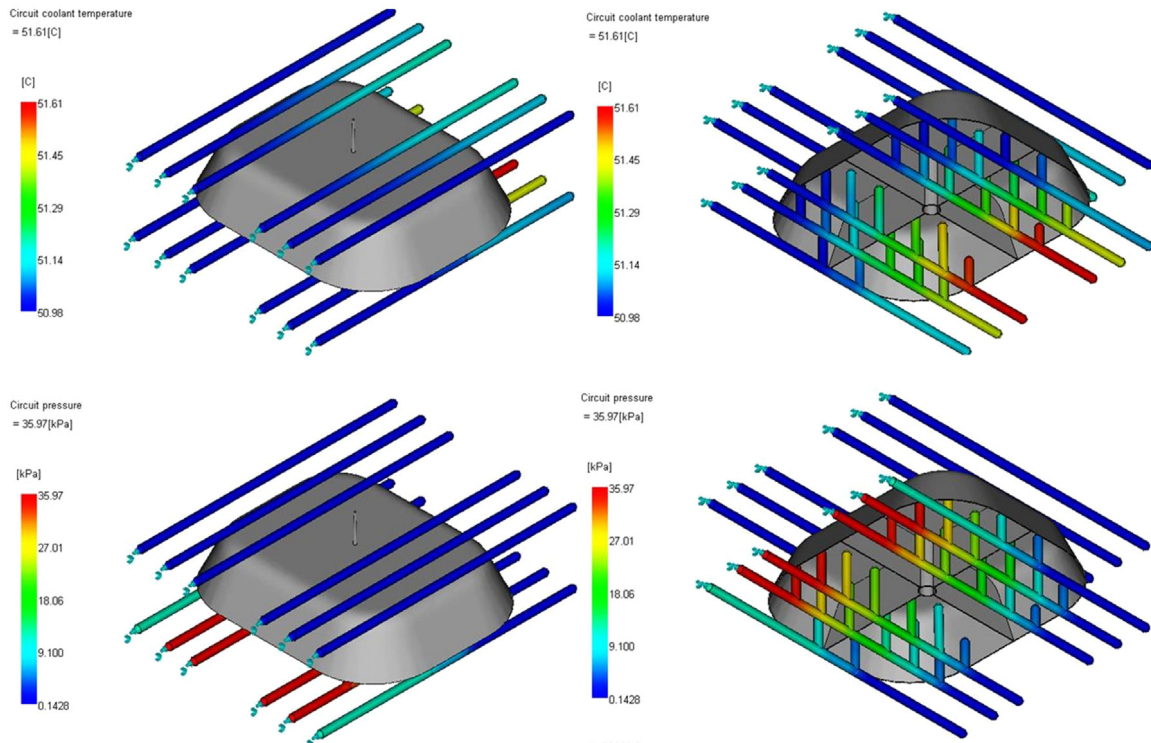 Circuit coolant temperature
= 51.61[C]
[C]
51.61
51.45
51.29
51.14
50.98
Circuit coolant temperature
= 51.61[C]
[C]
51.61
51.45
51.29
51.14
50.98
Circuit pressure
= 35.97[kPa]
[kPa]
35.97
27.01
18.06
9.100
0.1428
Circuit pressure
= 35.97[kPa]
[kPa]
35.97
27.01
18.06
9.100
0.1428